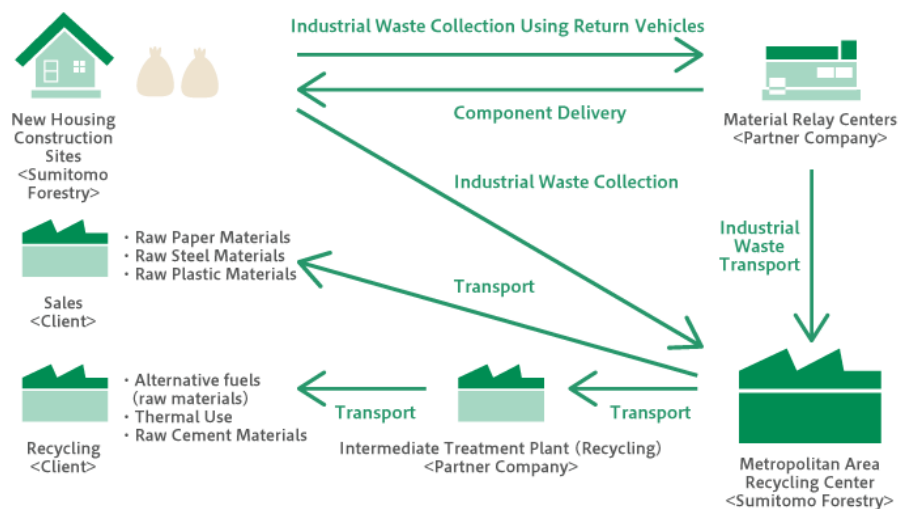 Industrial Waste Collection Using Return Vehicles
Component Delivery
New Housing
Construction
Sites
<Sumitomo
Forestry>
Material Relay Centers
<Partner Company>
Industrial Waste Collection
Industrial
Waste
Transport
・Raw Paper Materials
・Raw Steel Materials
・Raw Plastic Materials
Sales
<Client>
Transport
・Alternative fuels
(raw materials)
・Thermal Use
・Raw Cement Materials
Recycling
<Client>
Transport
Intermediate Treatment Plant (Recycling)
<Partner Company>
Transport
Metropolitan Area
Recycling Center
<Sumitomo Forestry>